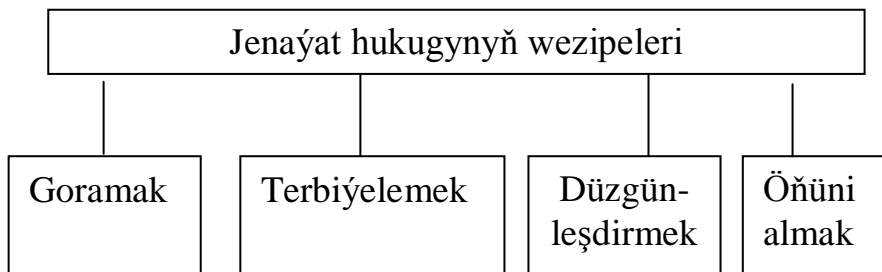 Jenaýat hukugynyň wezipeleri
Goramak
Terbiýelemek
Düzgün-
leşdirmek
Öňüni
almak